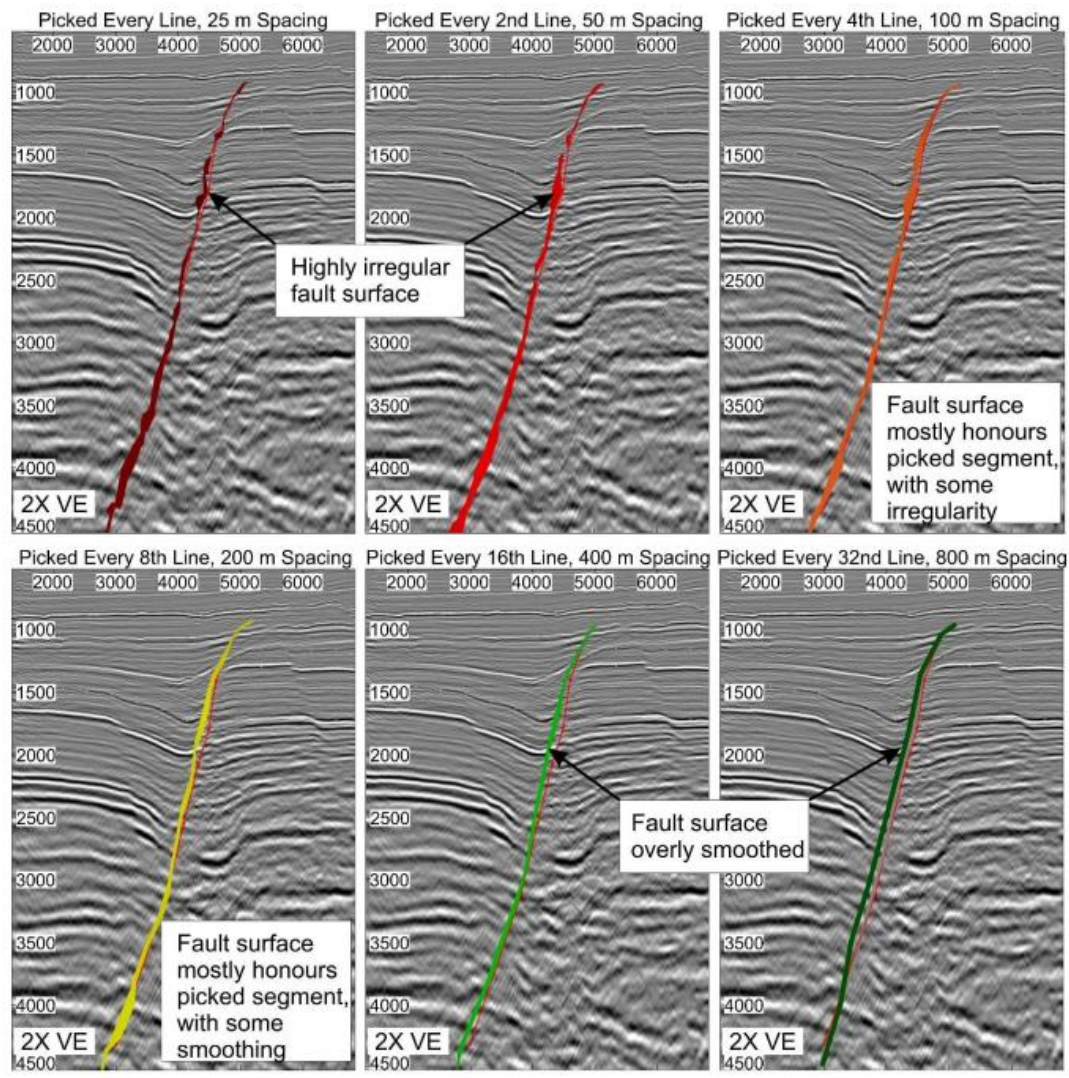 Picked Every Line, 25 m Spacing
2000 3000 4000 5000 6000
1000
1500
2000
2500
3000
3500
4000
4500
2X VE
Picked Every 2nd Line, 50 m Spacing
2000 3000 4000 5000 6000
1000
1500
2000
2500
3000
3500
4000
4500
2X VE
Highly irregular
fault surface
Picked Every 4th Line, 100 m Spacing
2000 3000 4000 5000 6000
1000
1500
2000
2500
3000
3500
4000
4500
2X VE
Fault surface
mostly honours
picked segment,
with some
irregularity
Picked Every 8th Line, 200 m Spacing
2000 3000 4000 5000 6000
1000
1500
2000
2500
3000
3500
4000
4500
2X VE
Fault surface
mostly honours
picked segment,
with some
smoothing
Picked Every 16th Line, 400 m Spacing
2000 3000 4000 5000 6000
1000
1500
2000
2500
3000
3500
4000
4500
2X VE
Fault surface
overly smoothed
Picked Every 32nd Line, 800 m Spacing
2000 3000 4000 5000 6000
1000
1500
2000
2500
3000
3500
4000
4500
2X VE